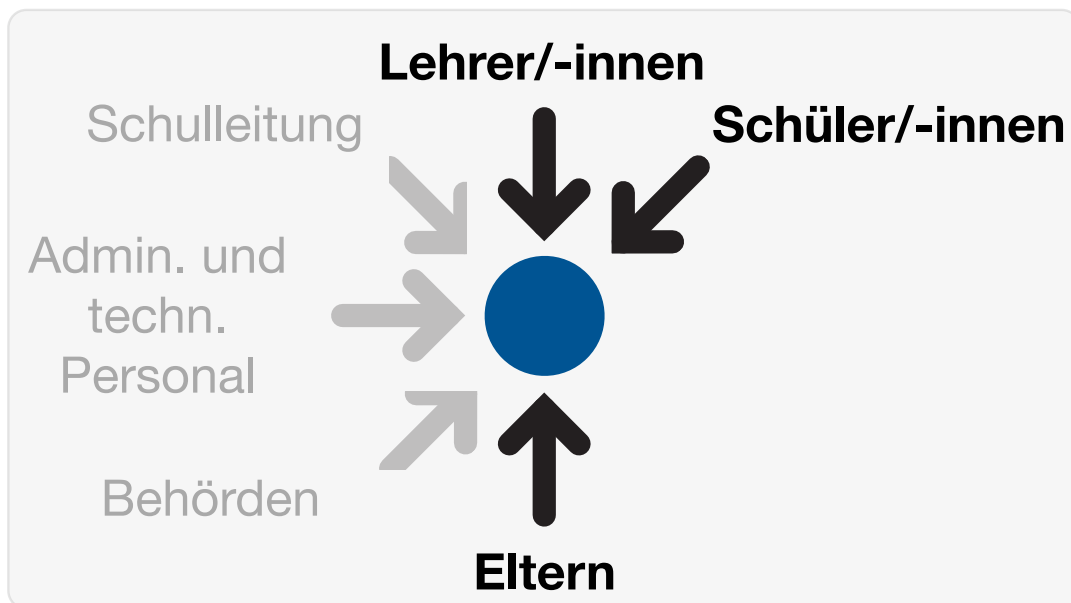 Lehrer/-innen
Schulleitung
Schüler/-innen
Admin. und
techn.
Personal
Behörden
Eltern